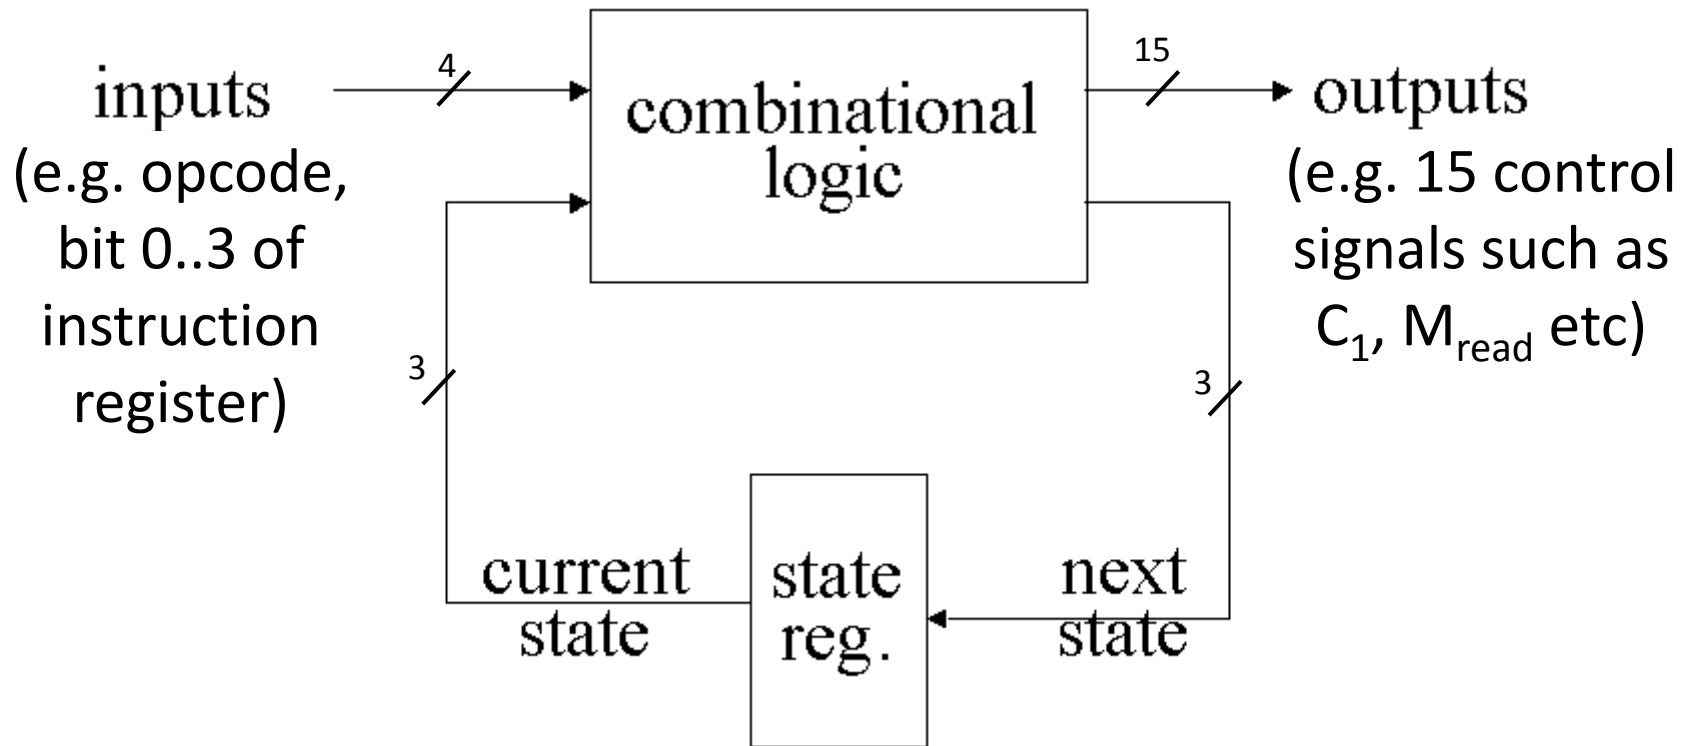 inputs
(e.g. opcode,
bit 0..3 of
instruction
register)
4
combinational
logic
15
outputs
(e.g. 15 control
signals such as
C₁, M_read etc)
3
3
current
state
state
reg.
next
state